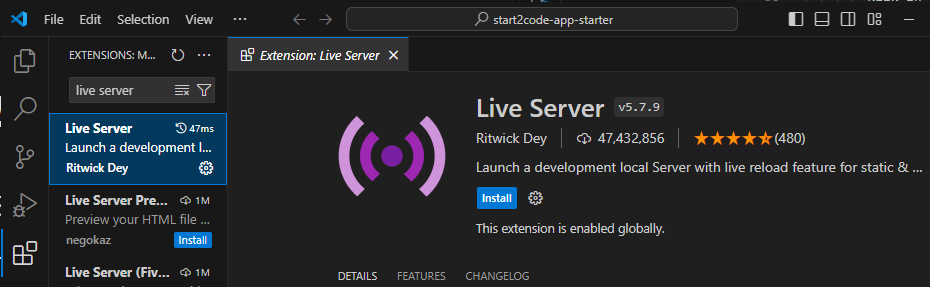 File
Edit
Selection
start2code-app-starter
EXTENSIONS: M...
live server
Live Server
47ms
Launch a development l...
Ritwick Dey
Live Server Pre...
1M
Preview your HTML file ...
negokaz
Install
Live Server (Fiv...
1M
Extension: Live Server
Live Server
v5.7.9
Ritwick Dey
47,432,856
(480)
Launch a development local Server with live reload feature for static & ...
Install
This extension is enabled globally.
DETAILS
FEATURES
CHANGELOG